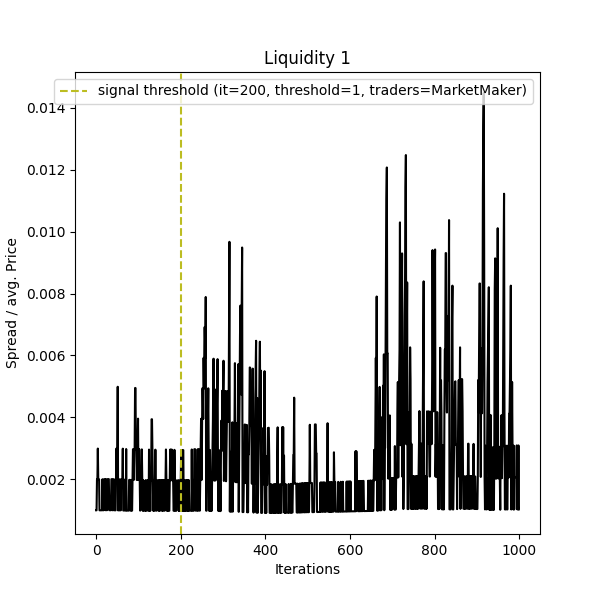 Liquidity 1
signal threshold (it=200, threshold=1, traders=MarketMaker)
0.014
0.012
0.010
0.008
0.006
0.004
0.002
Spread / avg. Price
0 200 400 600 800 1000
Iterations